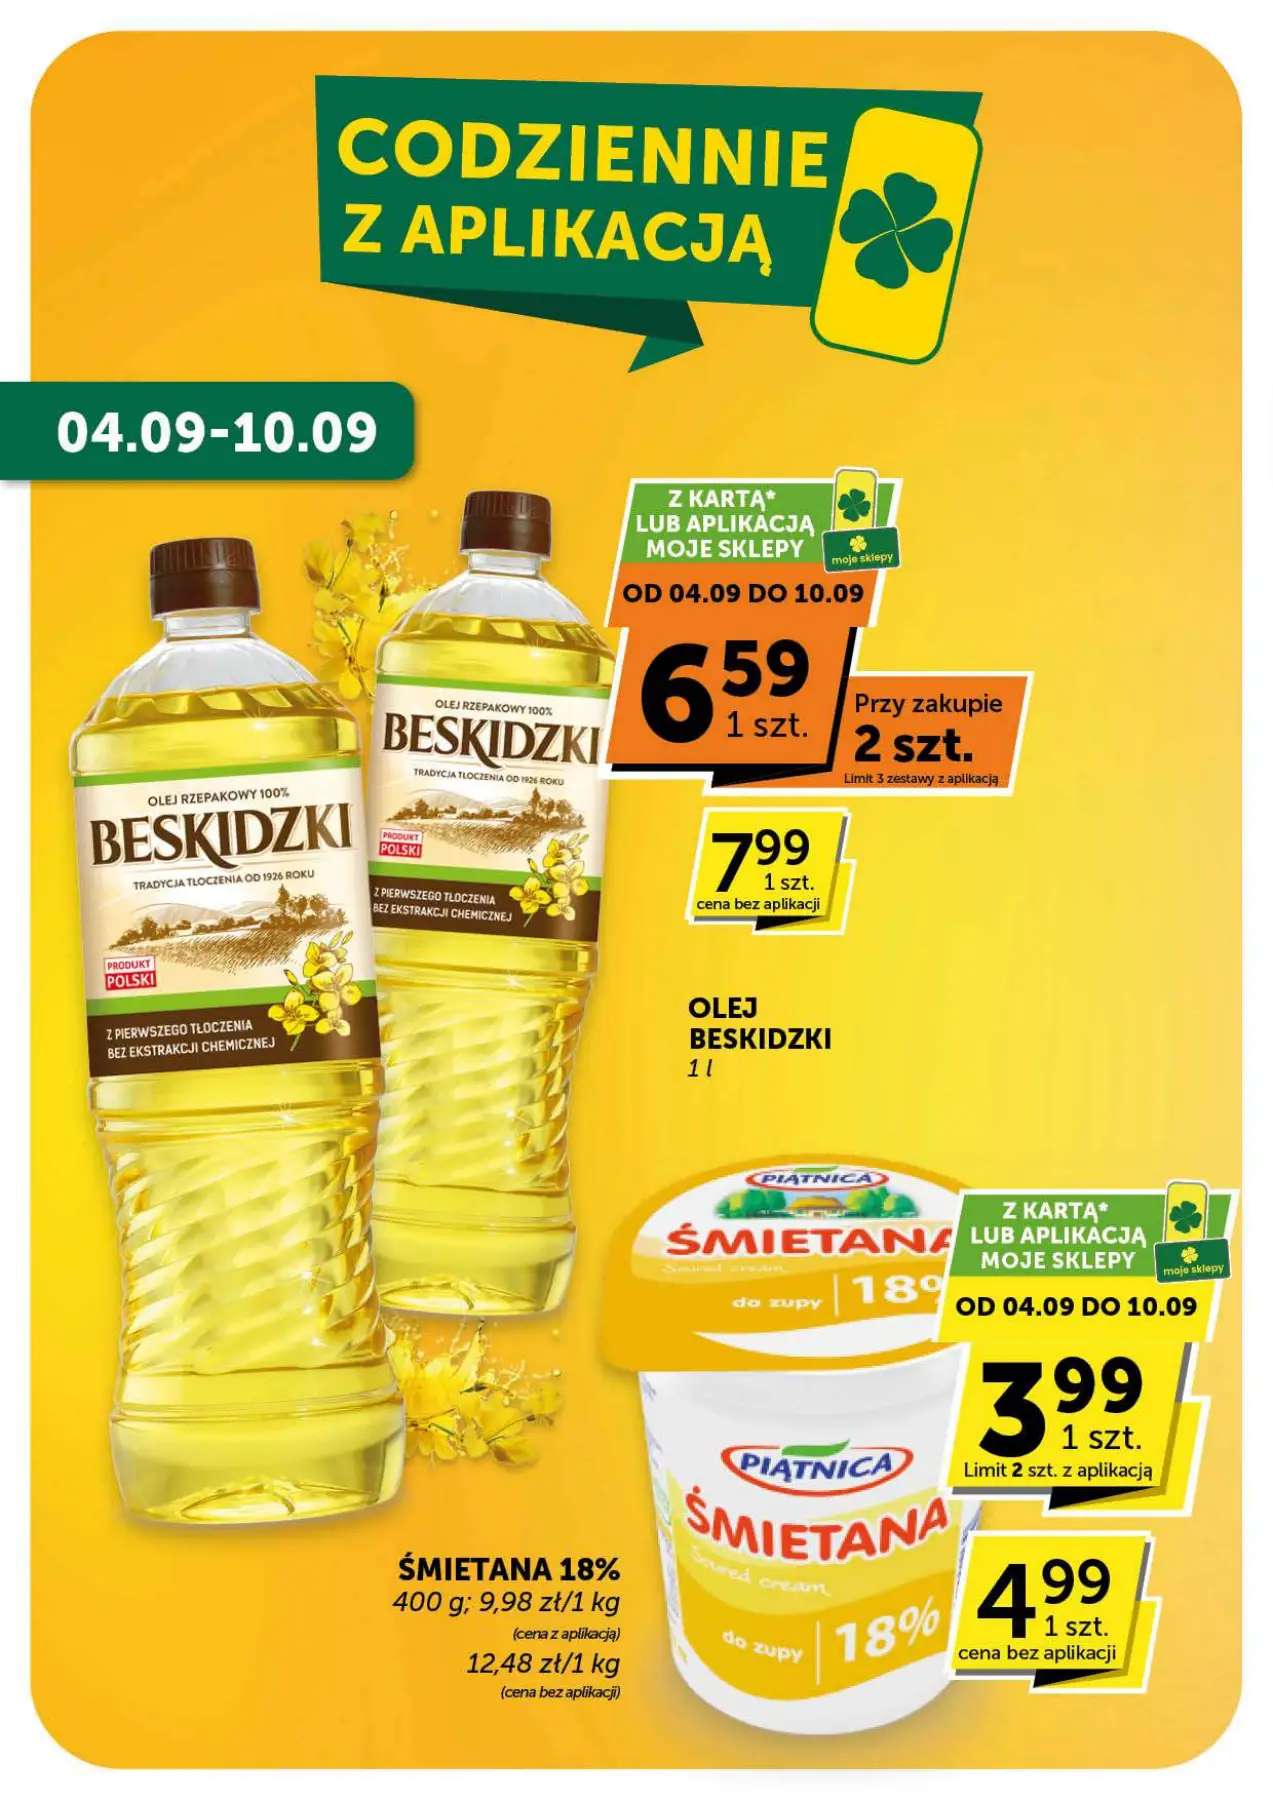 CODZIENNIE
Z APLIKACJĄ
04.09-10.09
Z KARTĄ*
LUB APLIKACJĄ
MOJE SKLEPY
moje sklepy
OD 04.09 DO 10.09
6 59
1 szt.
Przy zakupie
2 szt.
Limit 3 zestawy z aplikacją
7 99
1 szt.
cena bez aplikacji
OLEJ
BESKIDZKI
1 l
OLEJ RZEPAKOWY 100%
BESKIDZKI
TRADYCJA TŁOCZENIA OD 1926 ROKU
PRODUKT
POLSKI
Z PIERWSZEGO TŁOCZENIA
BEZ EKSTRAKCJI CHEMICZNEJ
OLEJ RZEPAKOWY 100%
BESKIDZKI
TRADYCJA TŁOCZENIA OD 1926 ROKU
PRODUKT
POLSKI
Z PIERWSZEGO TŁOCZENIA
BEZ EKSTRAKCJI CHEMICZNEJ
PIĄTNICA
ŚMIETANA
Soured cream
do zupy 18%
Z KARTĄ*
LUB APLIKACJĄ
MOJE SKLEPY
moje sklepy
OD 04.09 DO 10.09
3 99
1 szt.
Limit 2 szt. z aplikacją
PIĄTNICA
ŚMIETANA
Soured cream
do zupy 18%
4 99
1 szt.
cena bez aplikacji
ŚMIETANA 18%
400 g; 9,98 zł/1 kg
(cena z aplikacją)
12,48 zł/1 kg
(cena bez aplikacji)